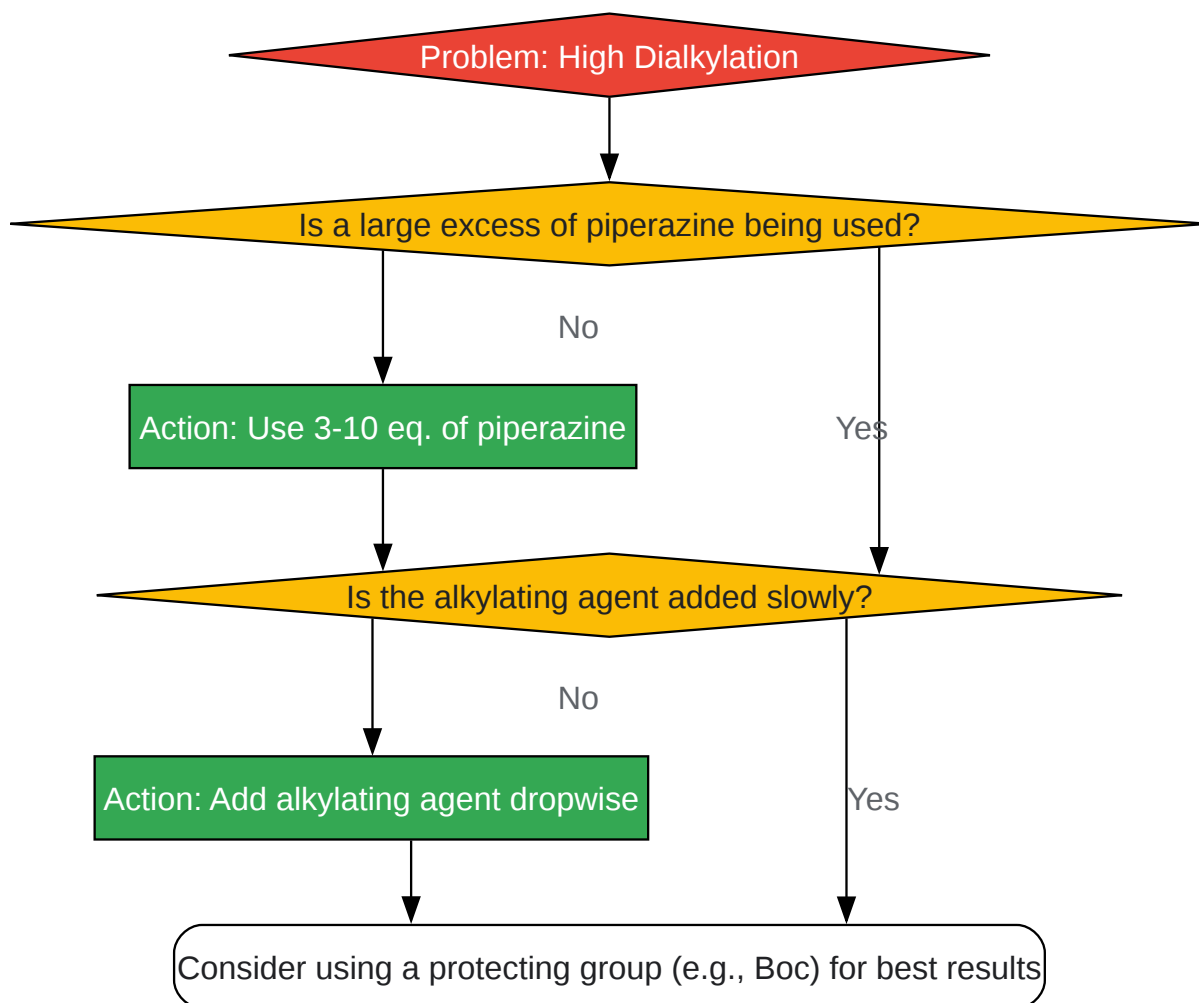 Problem: High Dialkylation
Is a large excess of piperazine being used?
No
Action: Use 3-10 eq. of piperazine
Yes
Is the alkylating agent added slowly?
No
Action: Add alkylating agent dropwise
Yes
Consider using a protecting group (e.g., Boc) for best results